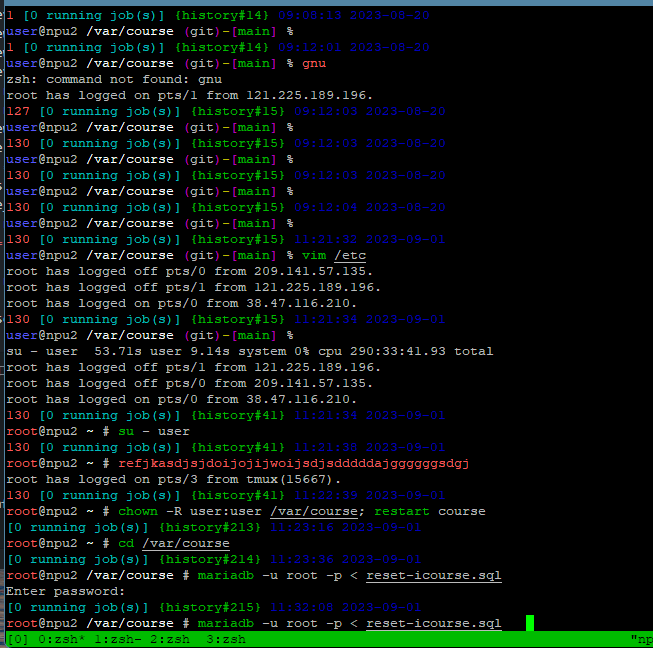 1 [0 running job(s)] {history#14} 09:08:13 2023-08-20
user@npu2 /var/course (git)-[main] %
1 [0 running job(s)] {history#14} 09:12:01 2023-08-20
user@npu2 /var/course (git)-[main] % gnu
zsh: command not found: gnu
root has logged on pts/1 from 121.225.189.196.
127 [0 running job(s)] {history#15} 09:12:03 2023-08-20
user@npu2 /var/course (git)-[main] %
130 [0 running job(s)] {history#15} 09:12:03 2023-08-20
user@npu2 /var/course (git)-[main] %
130 [0 running job(s)] {history#15} 09:12:03 2023-08-20
user@npu2 /var/course (git)-[main] %
130 [0 running job(s)] {history#15} 09:12:04 2023-08-20
user@npu2 /var/course (git)-[main] %
130 [0 running job(s)] {history#15} 11:21:32 2023-09-01
user@npu2 /var/course (git)-[main] % vim /etc
root has logged off pts/0 from 209.141.57.135.
root has logged off pts/1 from 121.225.189.196.
root has logged on pts/0 from 38.47.116.210.
130 [0 running job(s)] {history#15} 11:21:34 2023-09-01
user@npu2 /var/course (git)-[main] %
su - user  53.71s user 9.14s system 0% cpu 290:33:41.93 total
root has logged off pts/1 from 121.225.189.196.
root has logged off pts/0 from 209.141.57.135.
root has logged on pts/0 from 38.47.116.210.
130 [0 running job(s)] {history#41} 11:21:34 2023-09-01
root@npu2 ~ # su - user
130 [0 running job(s)] {history#41} 11:21:35 2023-09-01
root@npu2 ~ # refjkasdjsjdoijojijwoijsdjsdddddajggggggsdgj
root has logged on pts/3 from tmux(15667).
130 [0 running job(s)] {history#41} 11:22:39 2023-09-01
root@npu2 ~ # chown -R user:user /var/course; restart course
[0 running job(s)] {history#213} 11:23:16 2023-09-01
root@npu2 ~ # cd /var/course
[0 running job(s)] {history#214} 11:23:36 2023-09-01
root@npu2 /var/course # mariadb -u root -p < reset-icourse.sql
Enter password:
[0 running job(s)] {history#215} 11:32:08 2023-09-01
root@npu2 /var/course # mariadb -u root -p < reset-icourse.sql
[0] 0:zsh* 1:zsh- 2:zsh  3:zsh "np